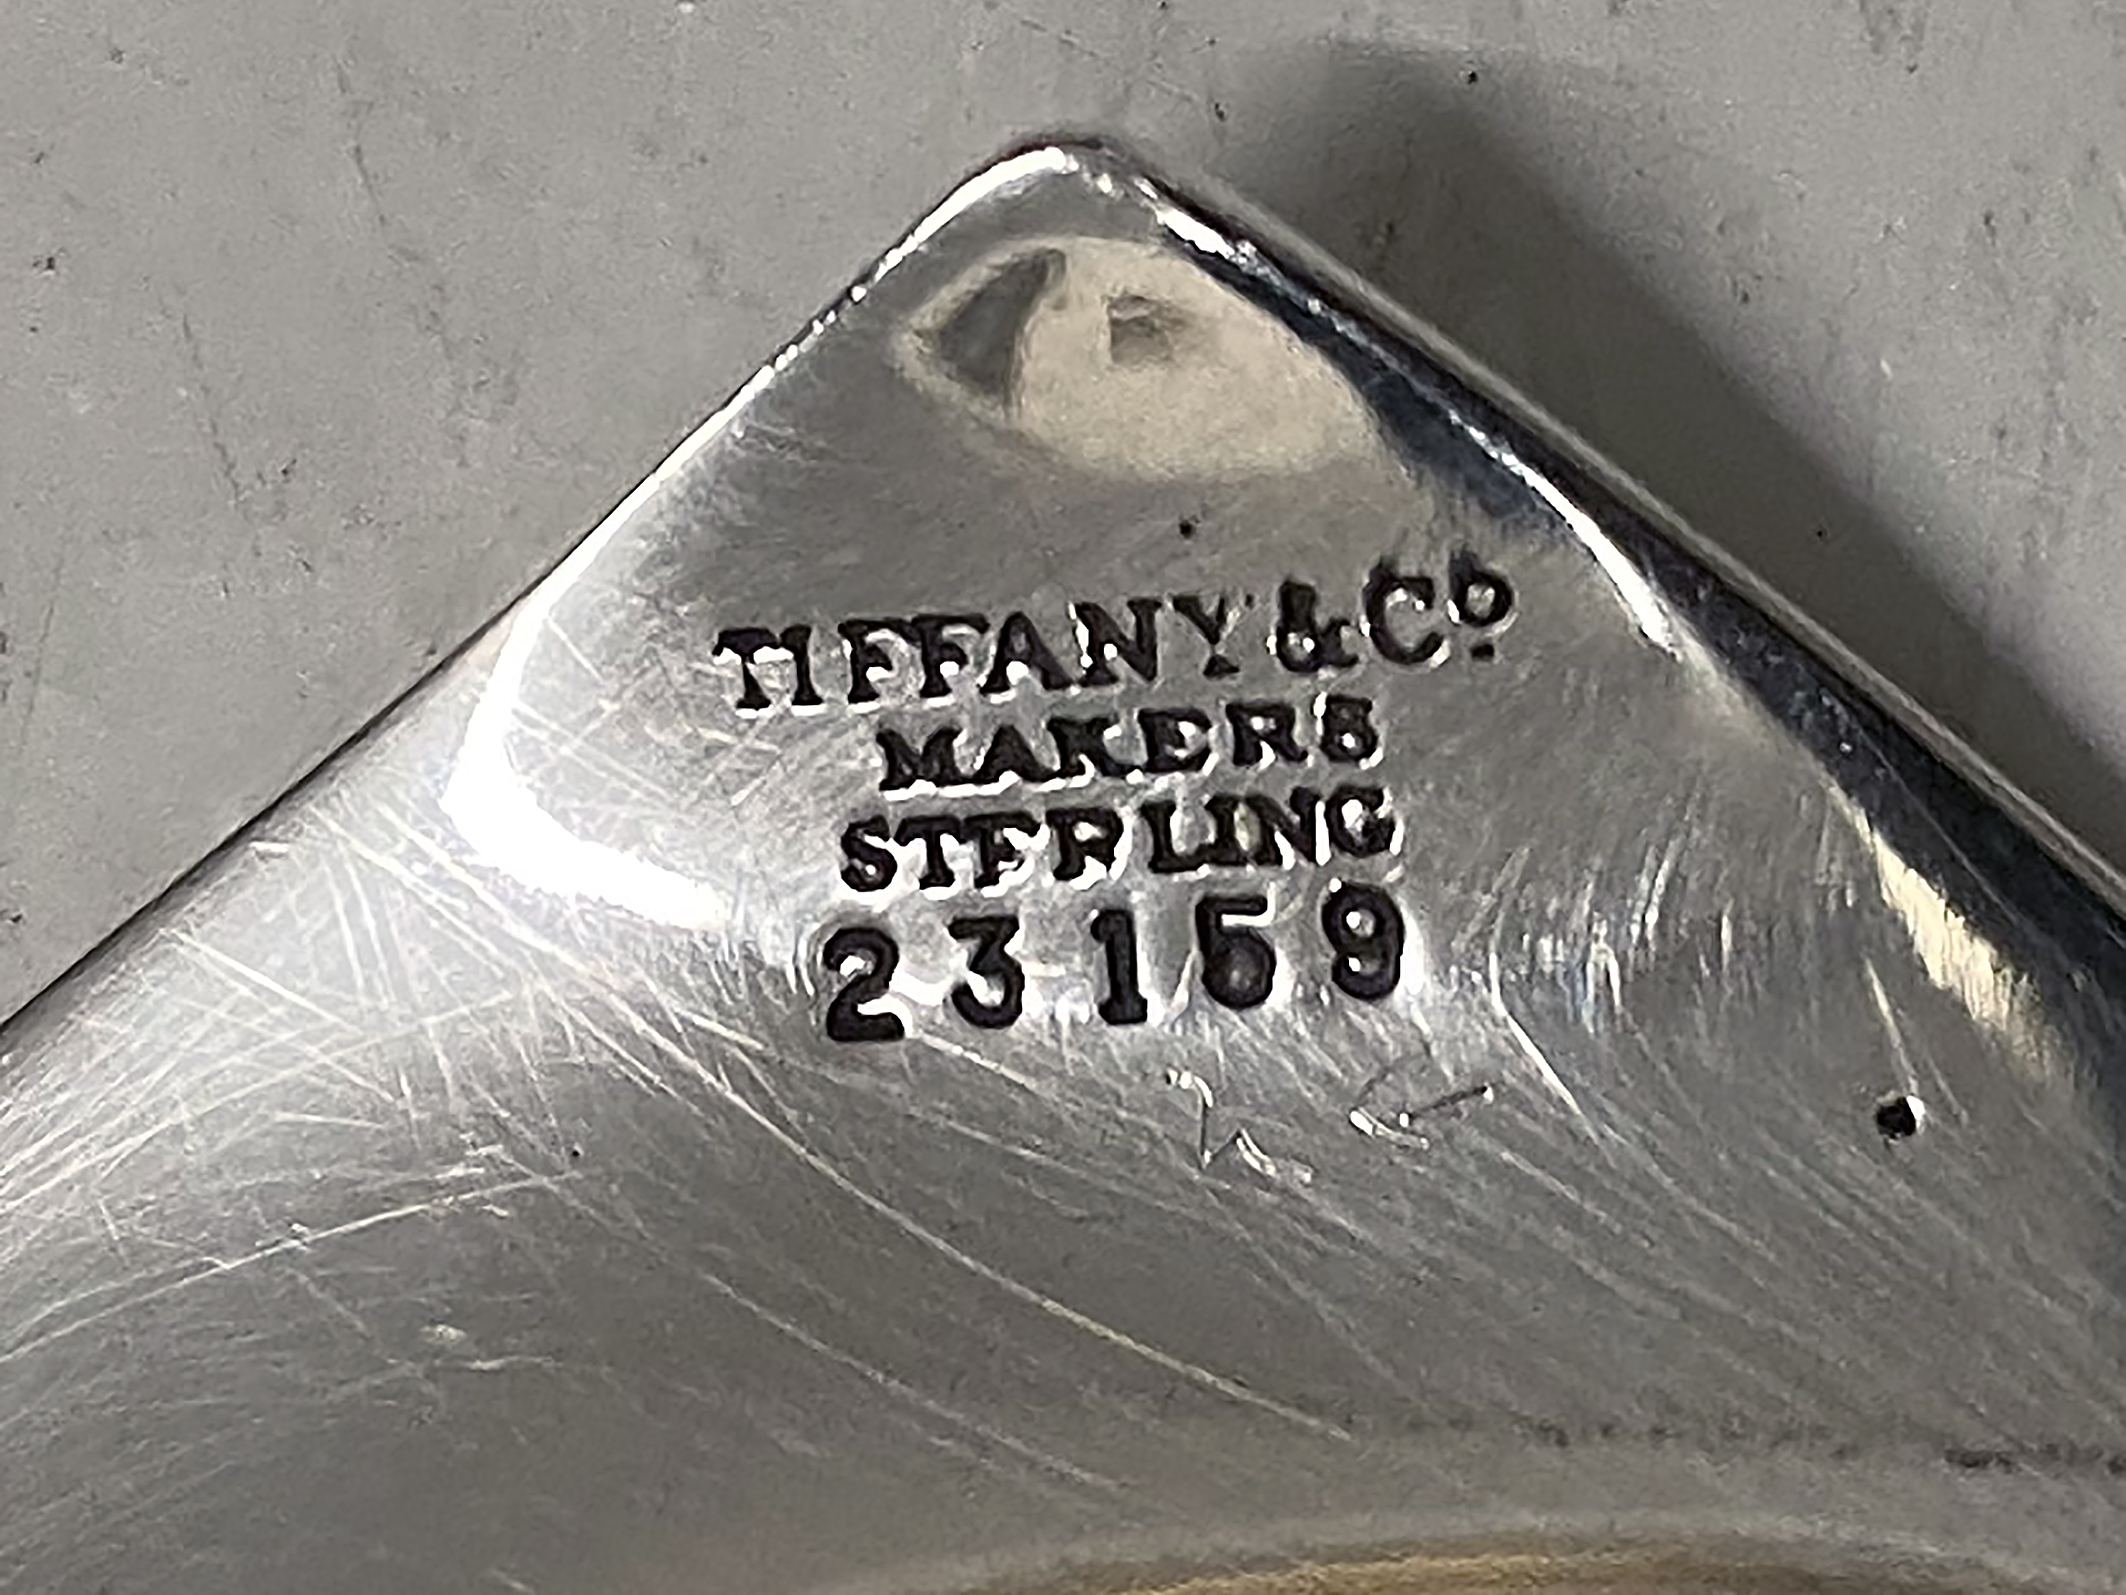 TIFFANY & Cº
MAKERS
STERLING
23159